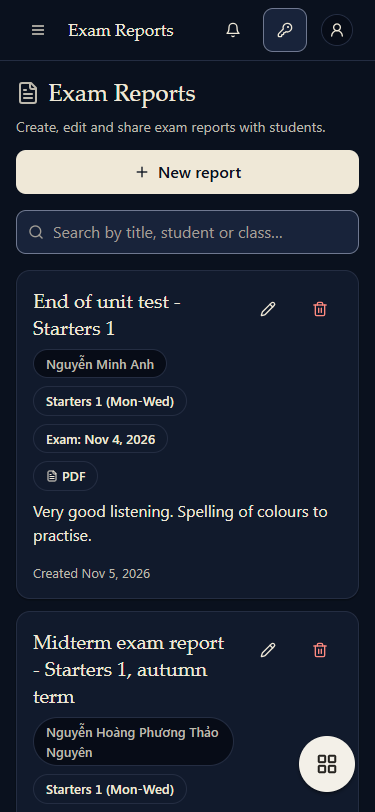 Exam Reports
Exam Reports
Create, edit and share exam reports with students.
New report
Search by title, student or class...
End of unit test -
Starters 1
Nguyễn Minh Anh
Starters 1 (Mon-Wed)
Exam: Nov 4, 2026
PDF
Very good listening. Spelling of colours to
practise.
Created Nov 5, 2026
Midterm exam report
- Starters 1, autumn
term
Nguyễn Hoàng Phương Thảo
Nguyên
Starters 1 (Mon-Wed)